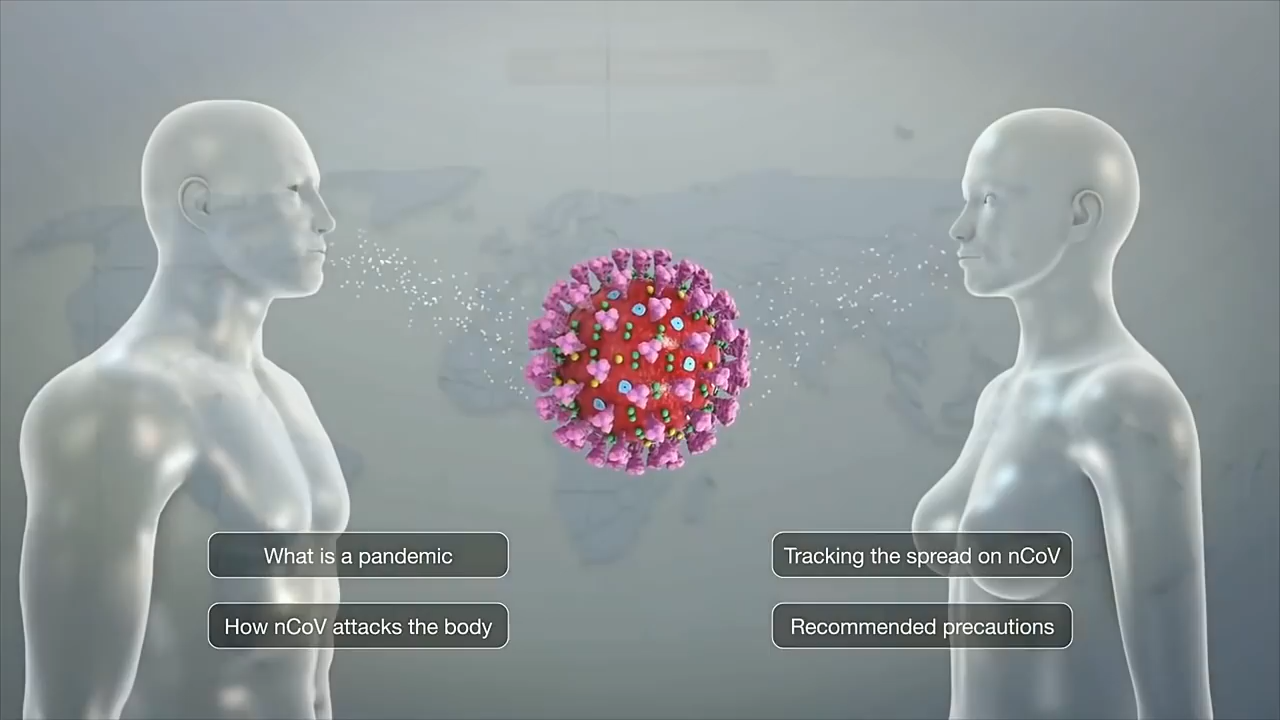 What is a pandemic
Tracking the spread on nCoV
How nCoV attacks the body
Recommended precautions